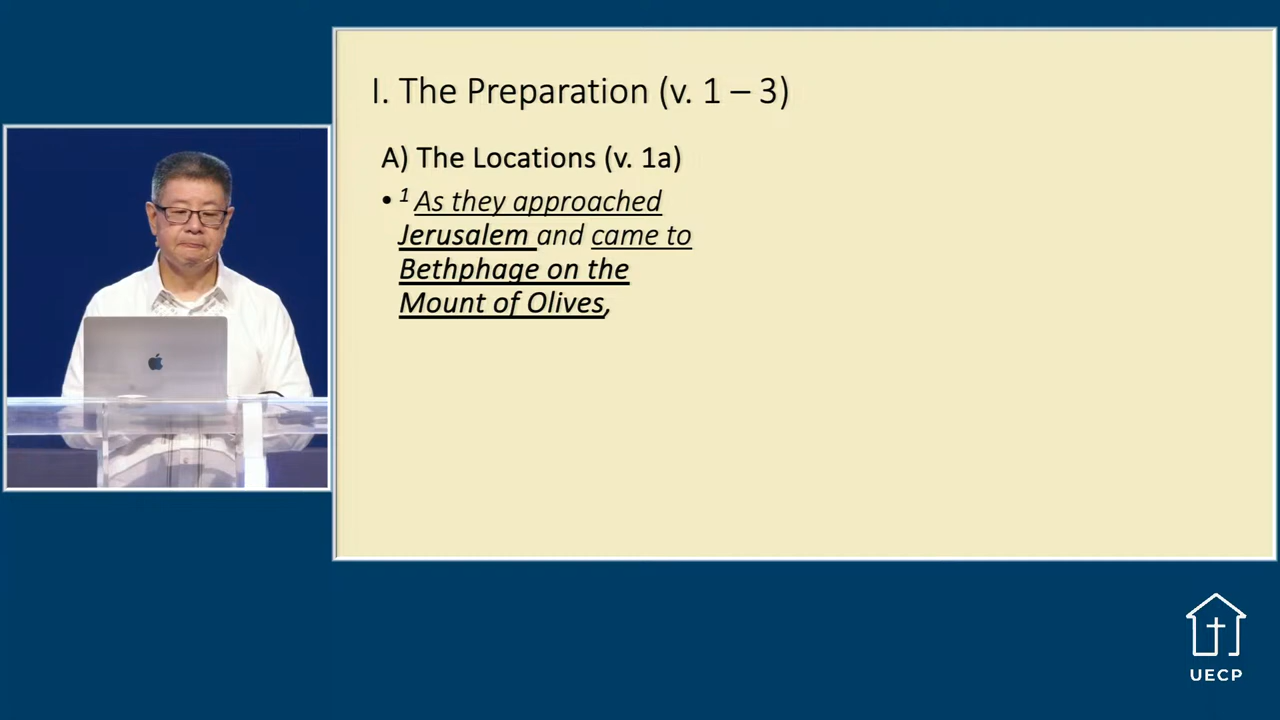 I. The Preparation (v. 1 – 3)
A) The Locations (v. 1a)
• 1 As they approached
Jerusalem and came to
Bethphage on the
Mount of Olives,
UECP